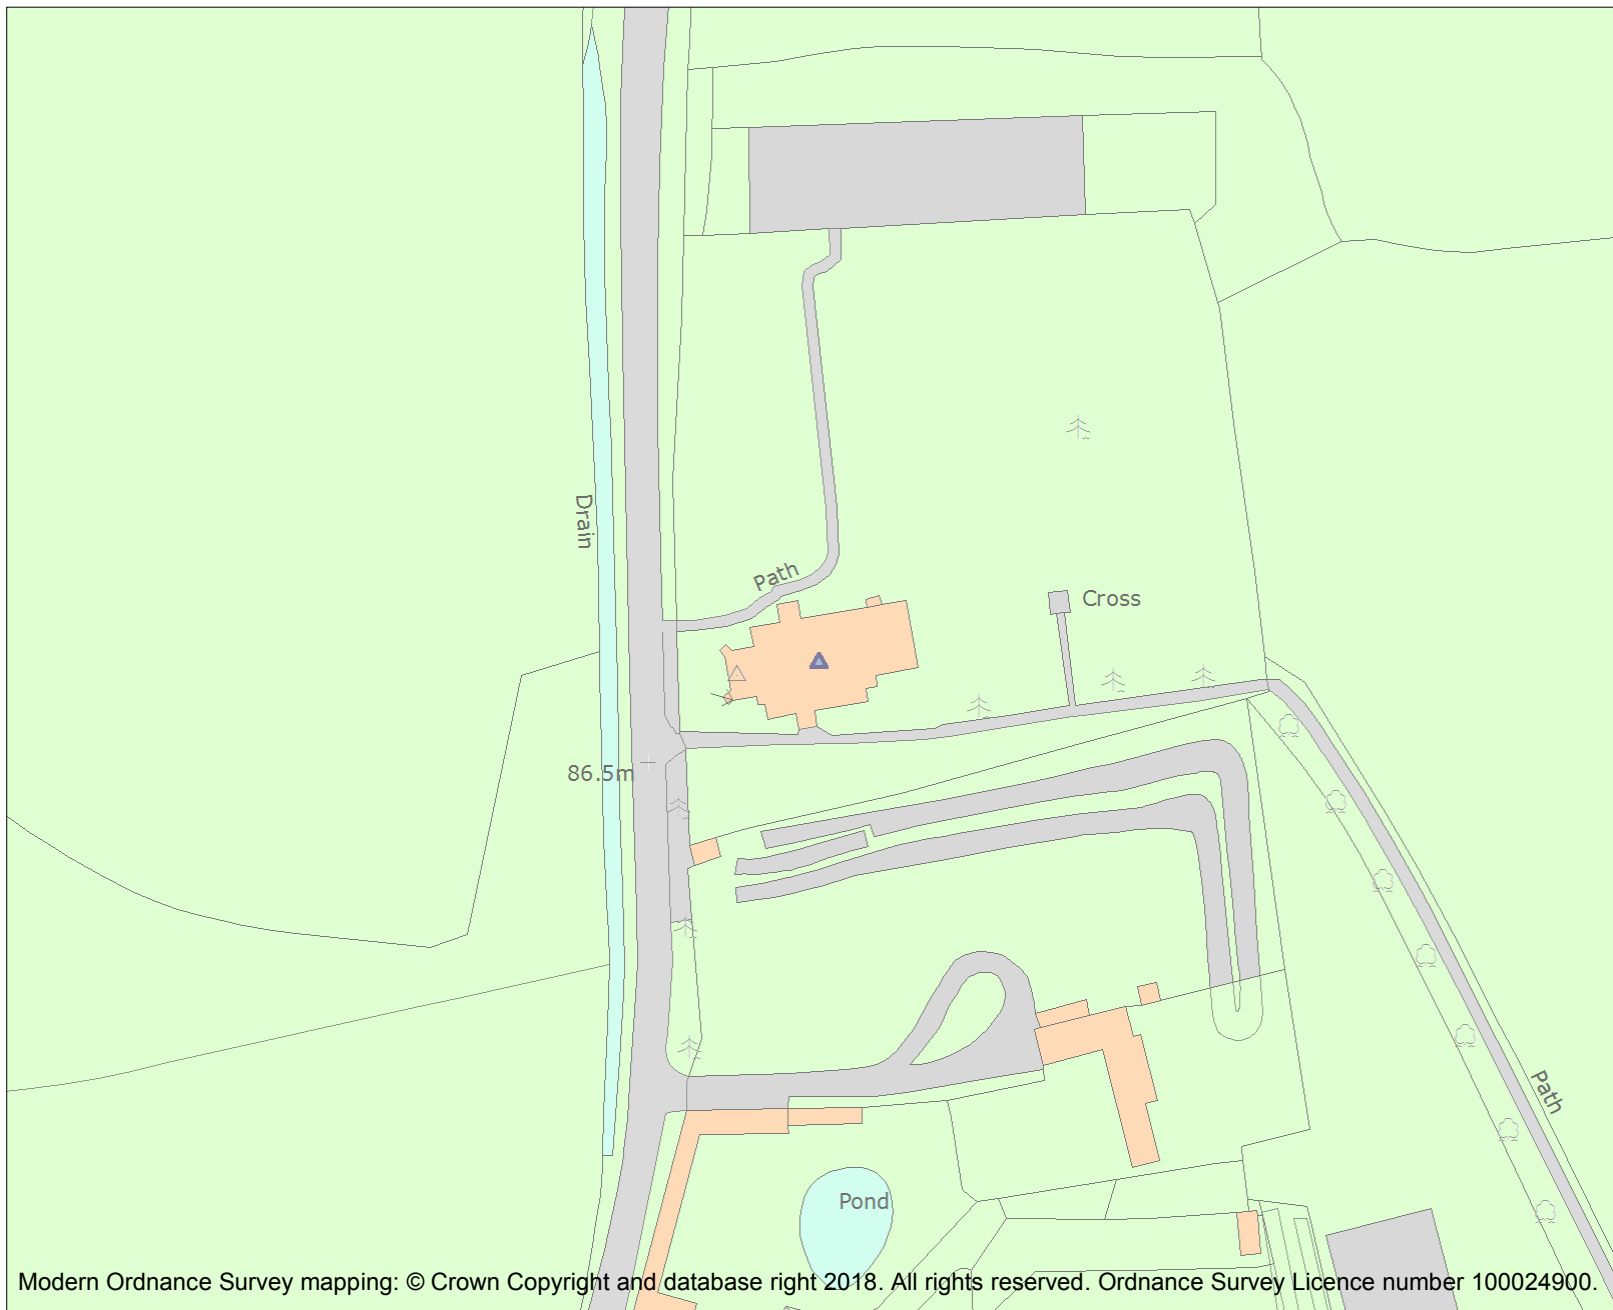 Drain
Path
Cross
86.5m
Path
Pond
Modern Ordnance Survey mapping: © Crown Copyright and database right 2018. All rights reserved. Ordnance Survey Licence number 100024900.